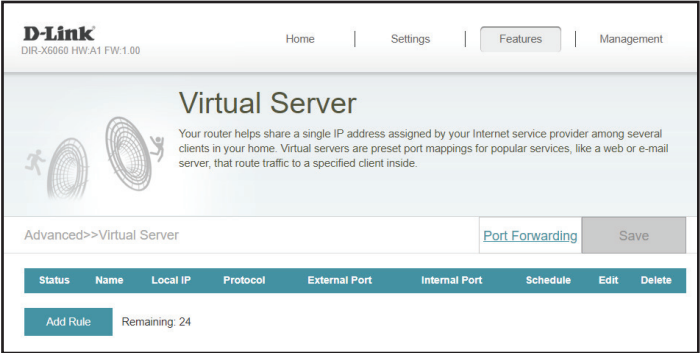 D-Link
DIR-X6060 HW:A1 FW:1.00
Home | Settings | Features | Management
Virtual Server
Your router helps share a single IP address assigned by your Internet service provider among several
clients in your home. Virtual servers are preset port mappings for popular services, like a web or e-mail
server, that route traffic to a specified client inside.
Advanced>>Virtual Server Port Forwarding Save
Status Name Local IP Protocol External Port Internal Port Schedule Edit Delete
Add Rule Remaining: 24